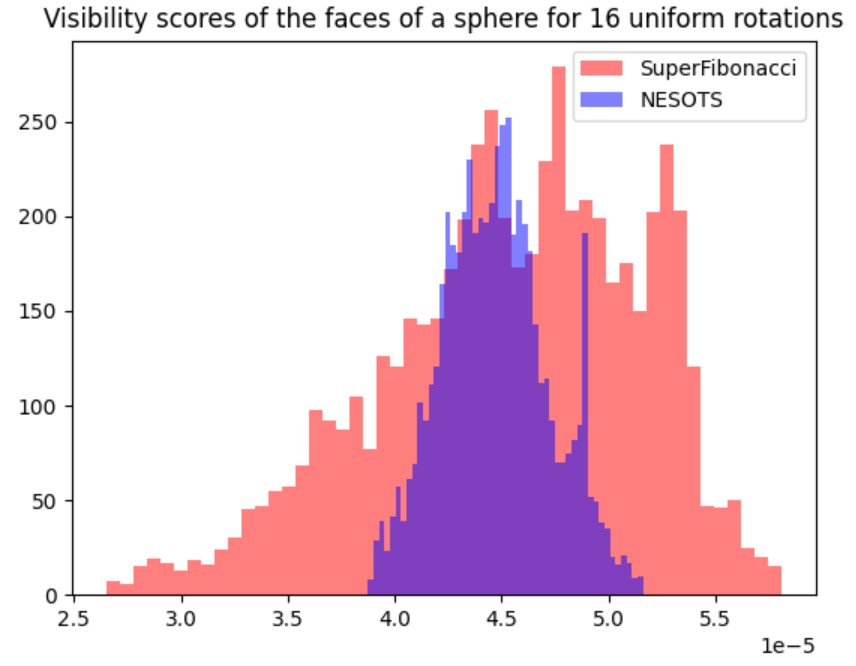 Visibility scores of the faces of a sphere for 16 uniform rotations
SuperFibonacci
NESOTS
250
200
150
100
50
0
2.5 3.0 3.5 4.0 4.5 5.0 5.5
1e−5